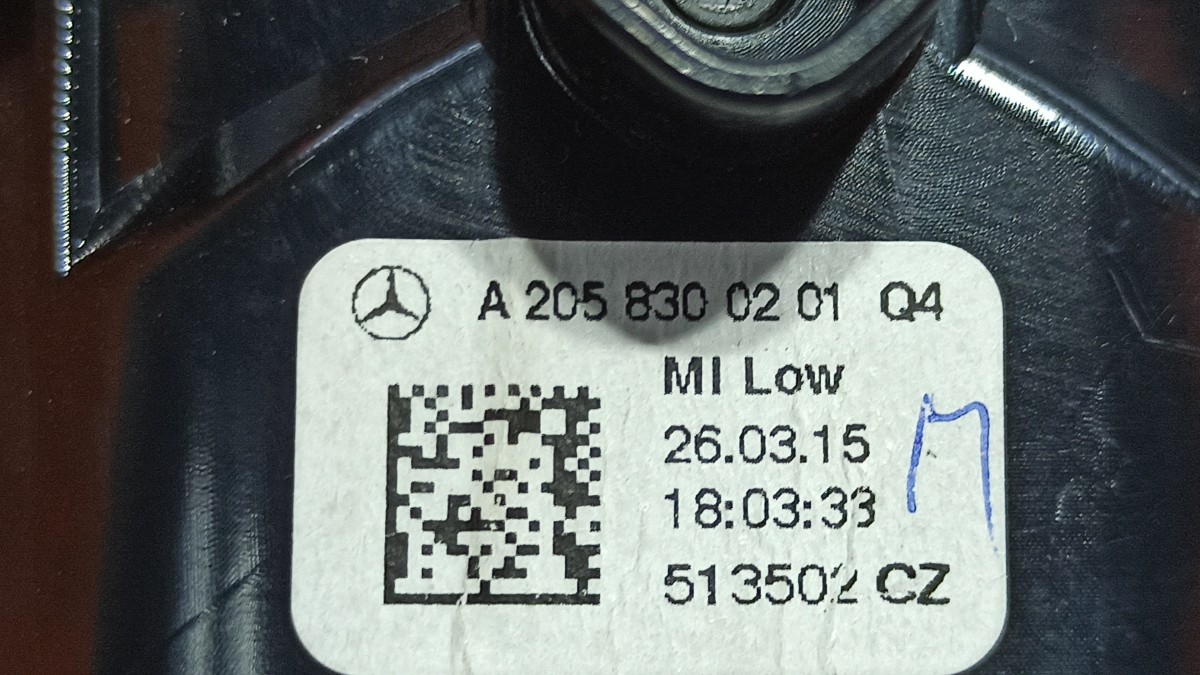 A 205 830 02 01 Q4
MI Low
26.03.15
18:03:33
513502 CZ